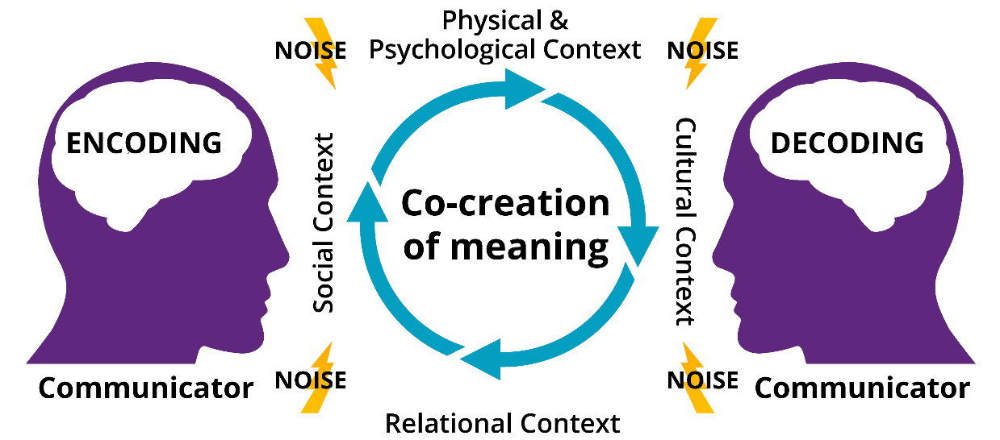 Physical &
Psychological Context
NOISE
NOISE
ENCODING
DECODING
Social Context
Co-creation
of meaning
Cultural Context
Communicator
NOISE
NOISE
Communicator
Relational Context